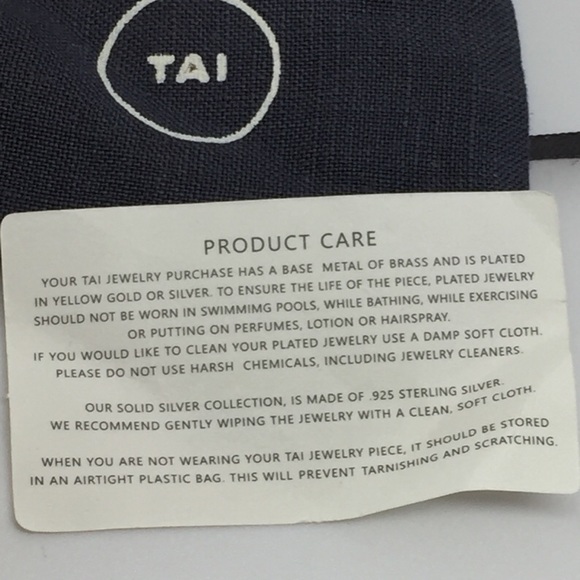 TAI
PRODUCT CARE
YOUR TAI JEWELRY PURCHASE HAS A BASE METAL OF BRASS AND IS PLATED
IN YELLOW GOLD OR SILVER. TO ENSURE THE LIFE OF THE PIECE, PLATED JEWELRY
SHOULD NOT BE WORN IN SWIMMIMG POOLS, WHILE BATHING, WHILE EXERCISING
OR PUTTING ON PERFUMES, LOTION OR HAIRSPRAY.
IF YOU WOULD LIKE TO CLEAN YOUR PLATED JEWELRY USE A DAMP SOFT CLOTH.
PLEASE DO NOT USE HARSH CHEMICALS, INCLUDING JEWELRY CLEANERS.
OUR SOLID SILVER COLLECTION, IS MADE OF .925 STERLING SILVER.
WE RECOMMEND GENTLY WIPING THE JEWELRY WITH A CLEAN, SOFT CLOTH.
WHEN YOU ARE NOT WEARING YOUR TAI JEWELRY PIECE, IT SHOULD BE STORED
IN AN AIRTIGHT PLASTIC BAG. THIS WILL PREVENT TARNISHING AND SCRATCHING.